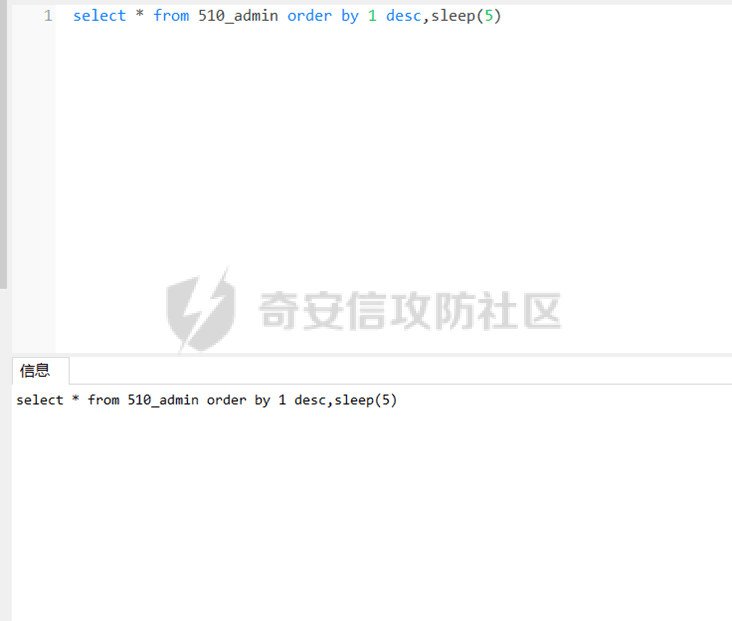 1 select * from 510_admin order by 1 desc,sleep(5)
奇安信攻防社区
信息
select * from 510_admin order by 1 desc,sleep(5)